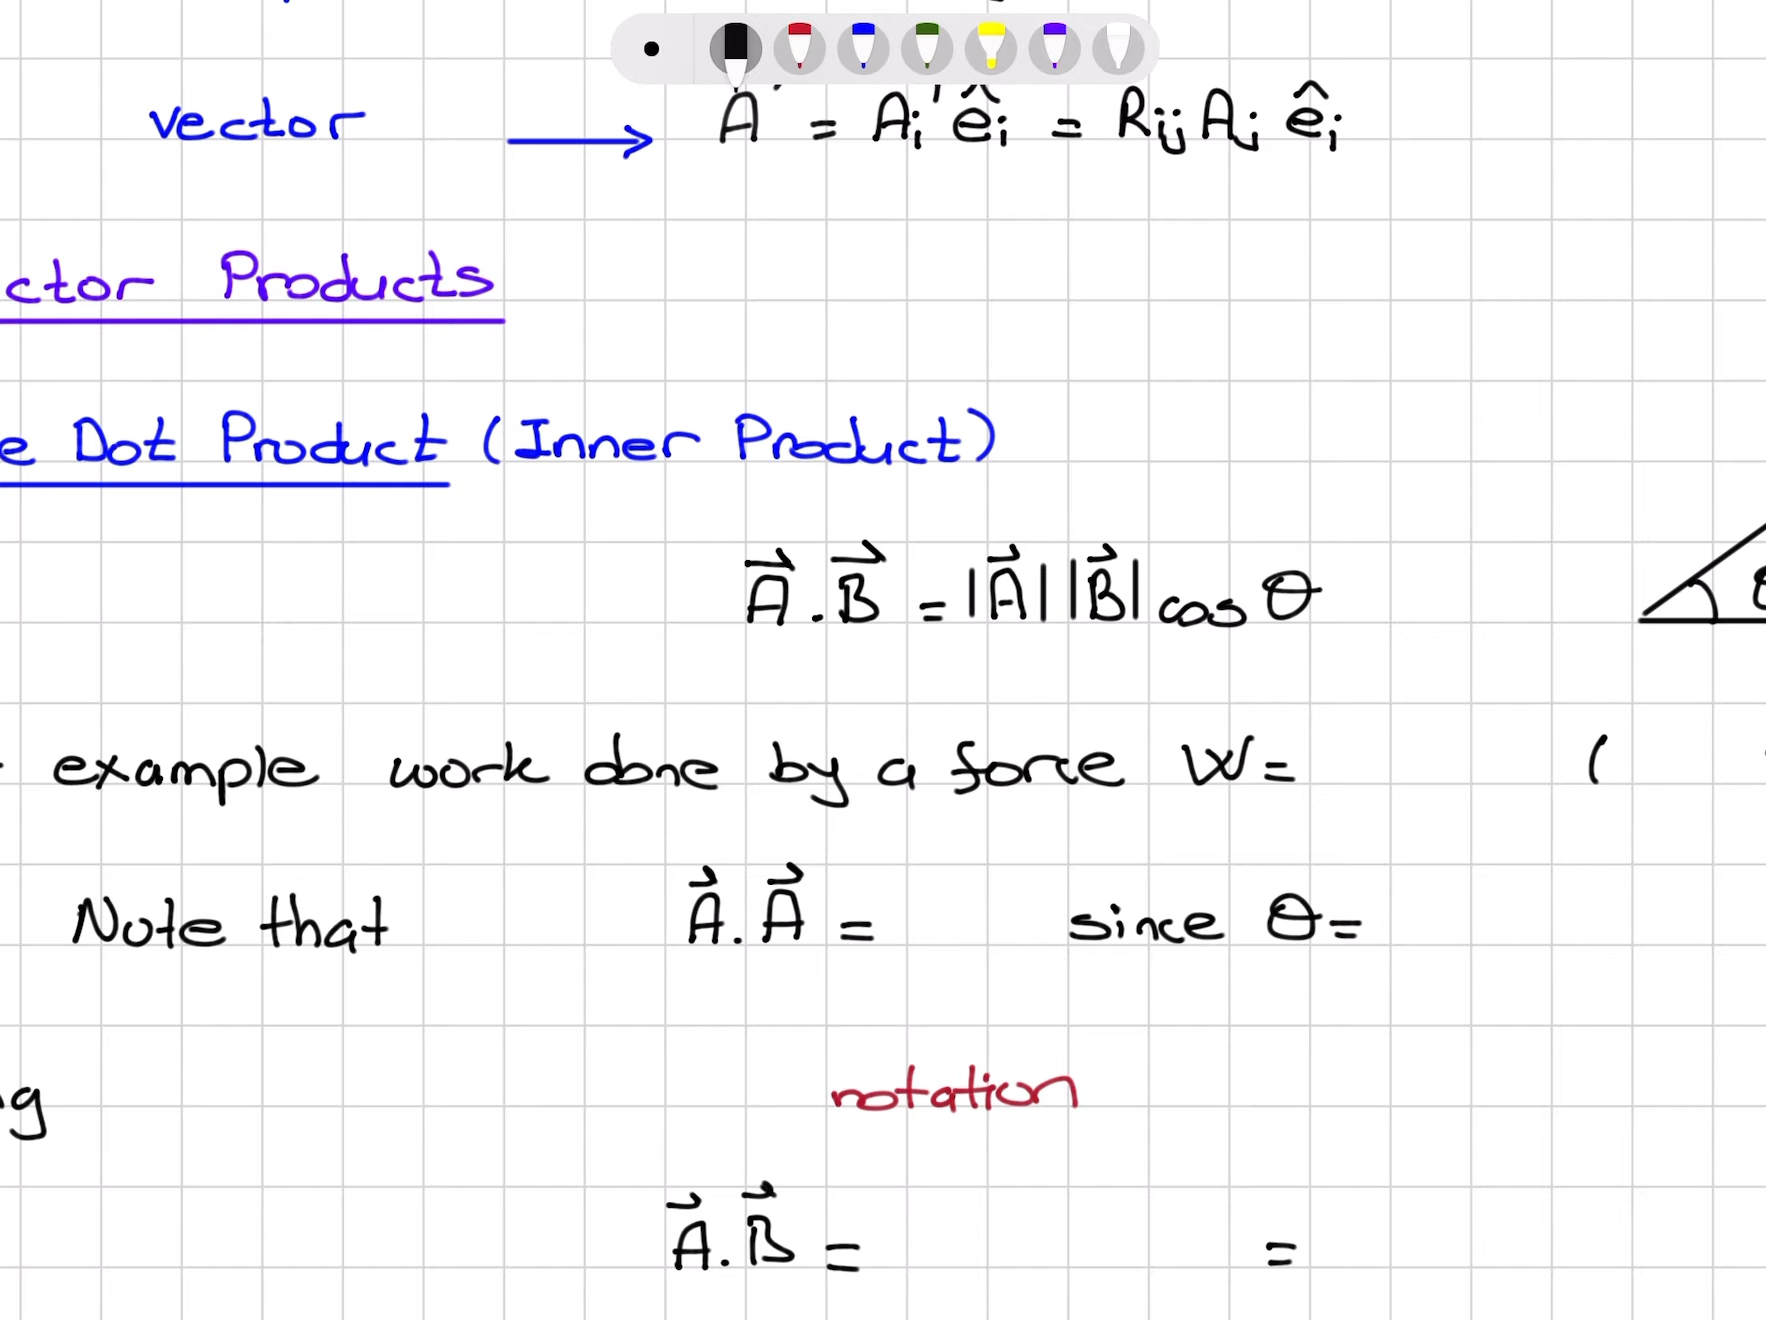 vector ⟶ A' = Aᵢ' êᵢ = Rᵢⱼ Aⱼ êᵢ
ctor Products
e Dot Product (Inner Product)
A⃗ . B⃗ = |A⃗| |B⃗| cos θ
example work done by a force W= (
Note that A⃗ . A⃗ = since θ=
g
notation
A⃗ . B⃗ = =